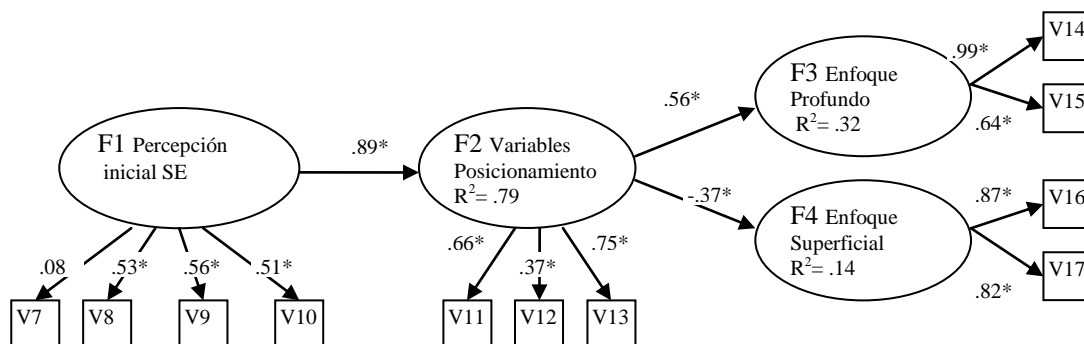 F1 Percepción
inicial SE
.89*
F2 Variables
Posicionamiento
R²= .79
.56*
-.37*
F3 Enfoque
Profundo
R²= .32
F4 Enfoque
Superficial
R²= .14
.99*
.64*
.87*
.82*
V14
V15
V16
V17
.08
.53*
.56*
.51*
V7
V8
V9
V10
.66*
.37*
.75*
V11
V12
V13